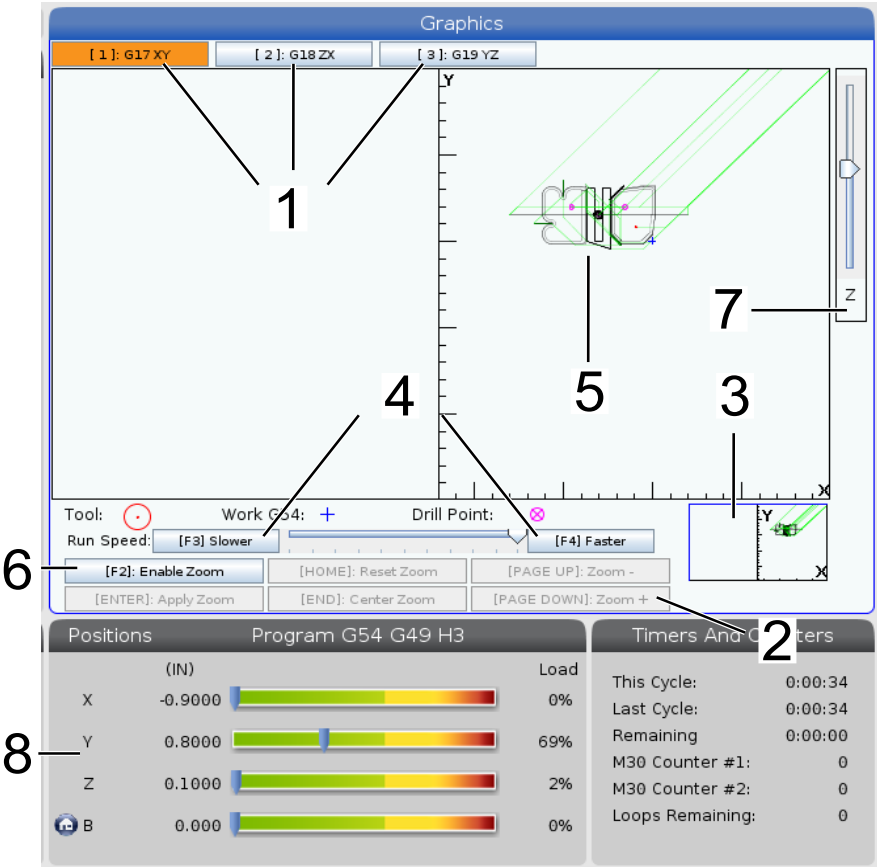 Graphics
[ 1 ]: G17 XY [ 2 ]: G18 ZX [ 3 ]: G19 YZ
Y
1
Z
7
5
4
3
X
Tool: Work G54: Drill Point:
Run Speed: [F3] Slower [F4] Faster
Y
X
6
[F2]: Enable Zoom [HOME]: Reset Zoom [PAGE UP]: Zoom -
[ENTER]: Apply Zoom [END]: Center Zoom [PAGE DOWN]: Zoom +
2
Positions Program G54 G49 H3
(IN) Load
X -0.9000 0%
Y 0.8000 69%
8
Z 0.1000 2%
B 0.000 0%
Timers And Counters
This Cycle: 0:00:34
Last Cycle: 0:00:34
Remaining 0:00:00
M30 Counter #1: 0
M30 Counter #2: 0
Loops Remaining: 0